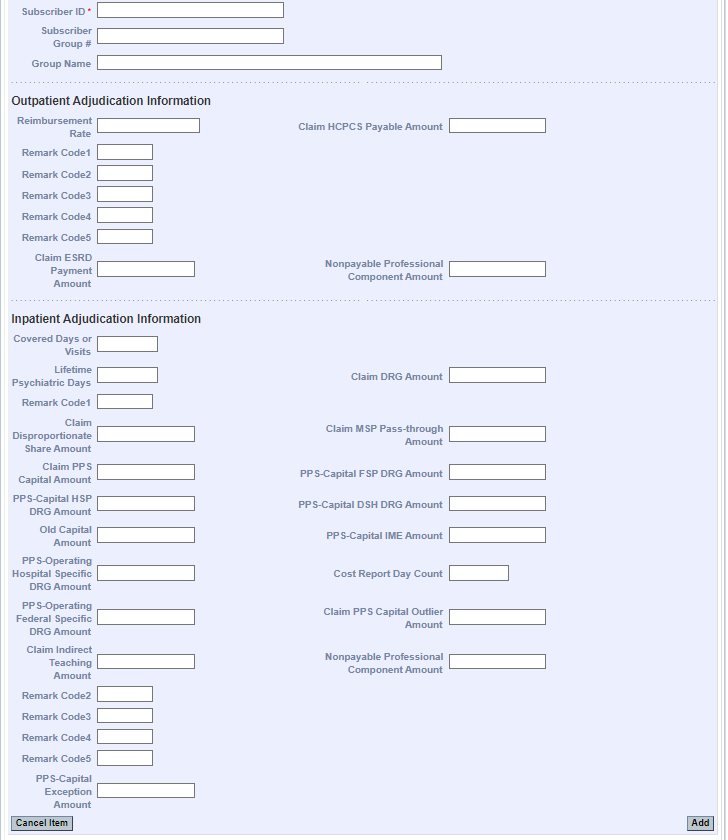 Subscriber ID *
Subscriber
Group #
Group Name
Outpatient Adjudication Information
Reimbursement
Rate
Claim HCPCS Payable Amount
Remark Code1
Remark Code2
Remark Code3
Remark Code4
Remark Code5
Claim ESRD
Payment
Amount
Nonpayable Professional
Component Amount
Inpatient Adjudication Information
Covered Days or
Visits
Lifetime
Psychiatric Days
Claim DRG Amount
Remark Code1
Claim
Disproportionate
Share Amount
Claim MSP Pass-through
Amount
Claim PPS
Capital Amount
PPS-Capital FSP DRG Amount
PPS-Capital HSP
DRG Amount
PPS-Capital DSH DRG Amount
Old Capital
Amount
PPS-Capital IME Amount
PPS-Operating
Hospital Specific
DRG Amount
Cost Report Day Count
PPS-Operating
Federal Specific
DRG Amount
Claim PPS Capital Outlier
Amount
Claim Indirect
Teaching
Amount
Nonpayable Professional
Component Amount
Remark Code2
Remark Code3
Remark Code4
Remark Code5
PPS-Capital
Exception
Amount
Cancel Item
Add